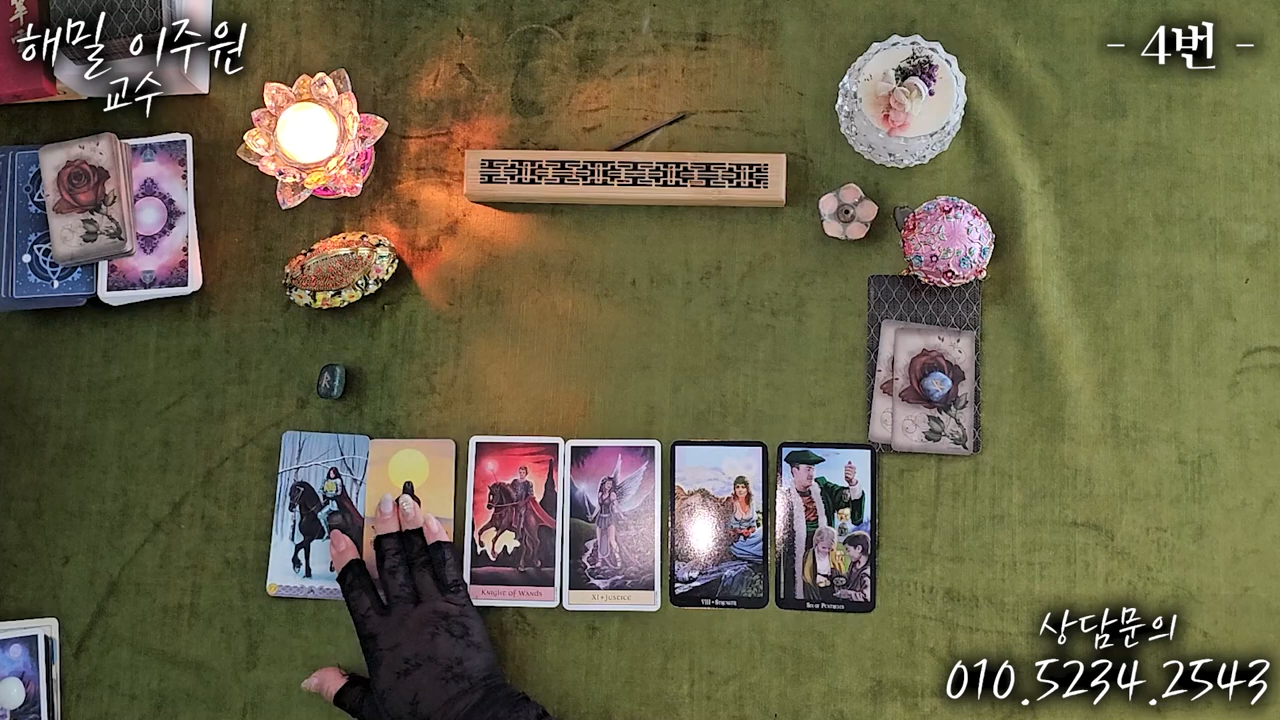 해밀 이주원
교수
- 4번 -
KNIGHT OF WANDS
XI • JUSTICE
VIII • STRENGTH
SIX OF PENTACLES
상담문의
010.5234.2543